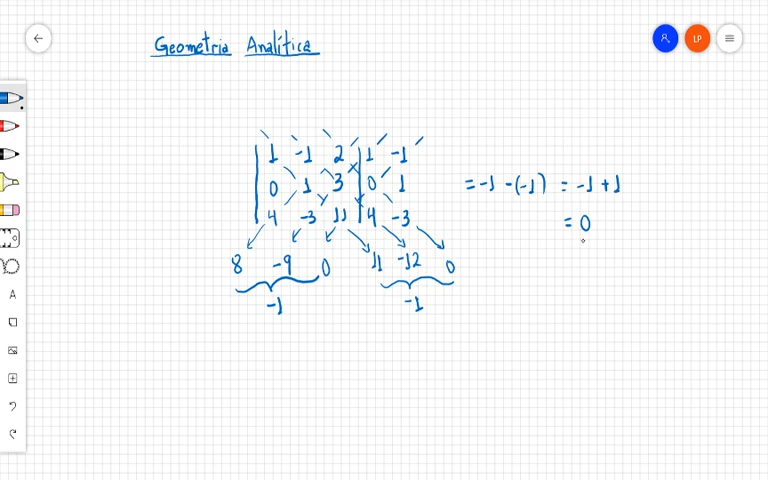 Geometria Analítica
LP
1 -1 2 | 1 -1
0 1 3 | 0 1 = -1 - (-1) = -1 + 1
4 -3 11 | 4 -3 = 0
8 -9 0 11 -12 0
-1 -1
A